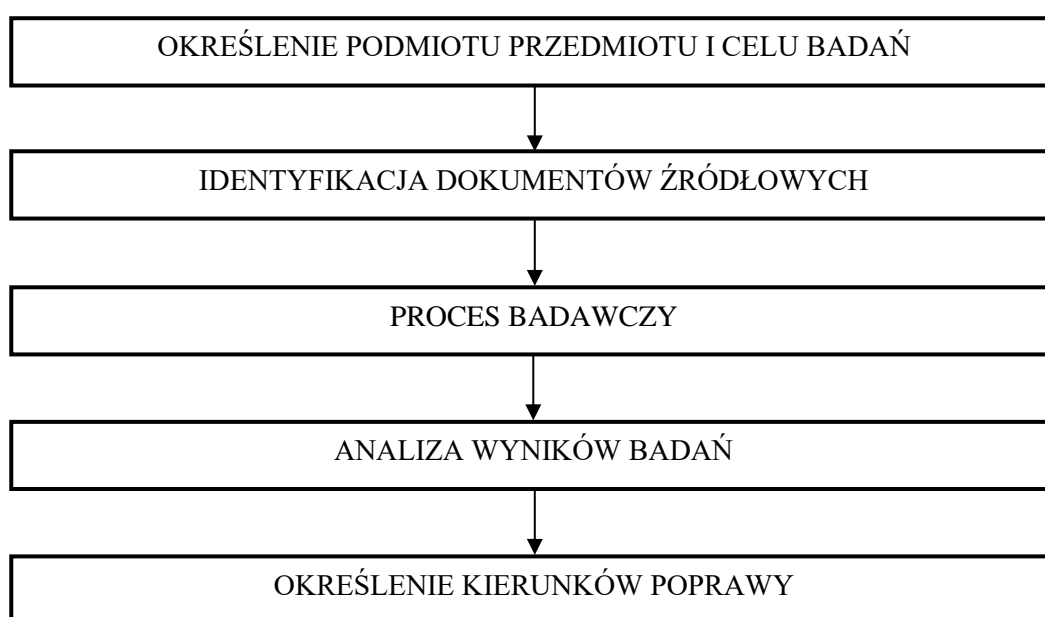 OKREŚLENIE PODMIOTU PRZEDMIOTU I CELU BADAŃ
IDENTYFIKACJA DOKUMENTÓW ŹRÓDŁOWYCH
PROCES BADAWCZY
ANALIZA WYNIKÓW BADAŃ
OKREŚLENIE KIERUNKÓW POPRAWY